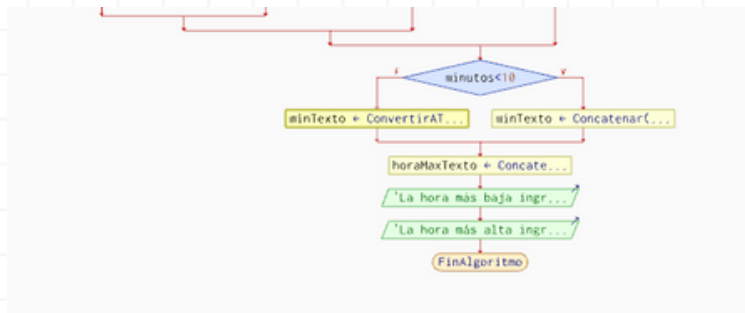 minutos<10
F
V
minTexto ← ConvertirAT...
minTexto ← Concatenar(...
horaMaxTexto ← Concate...
'La hora más baja ingr...
'La hora más alta ingr...
FinAlgoritmo